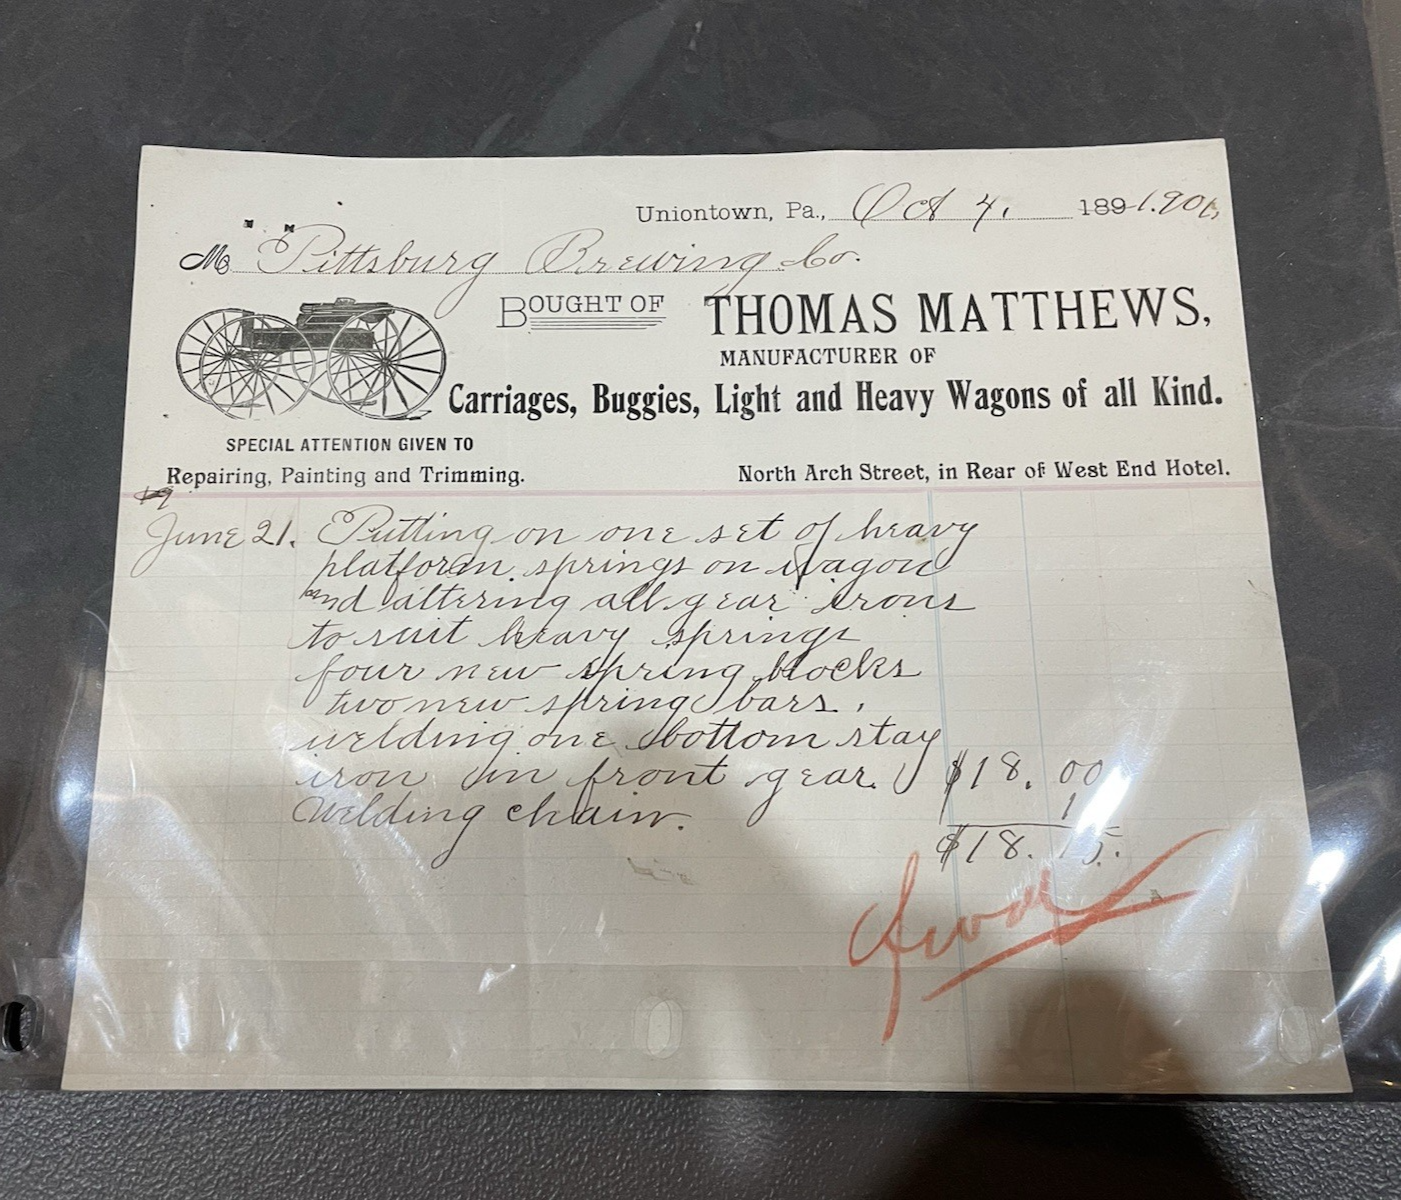 Uniontown, Pa., Oct 4, 189
M Pittsburg Brewing Co.
BOUGHT OF THOMAS MATTHEWS,
MANUFACTURER OF
Carriages, Buggies, Light and Heavy Wagons of all Kind.
SPECIAL ATTENTION GIVEN TO
Repairing, Painting and Trimming.
North Arch Street, in Rear of West End Hotel.
June 21. Putting on one set of heavy
platform springs on wagon
and altering all gear irons
to suit heavy springs
four new spring blocks
two new spring bars.
welding one bottom stay
iron in front gear. $18.00
Welding chain.
$18.15.